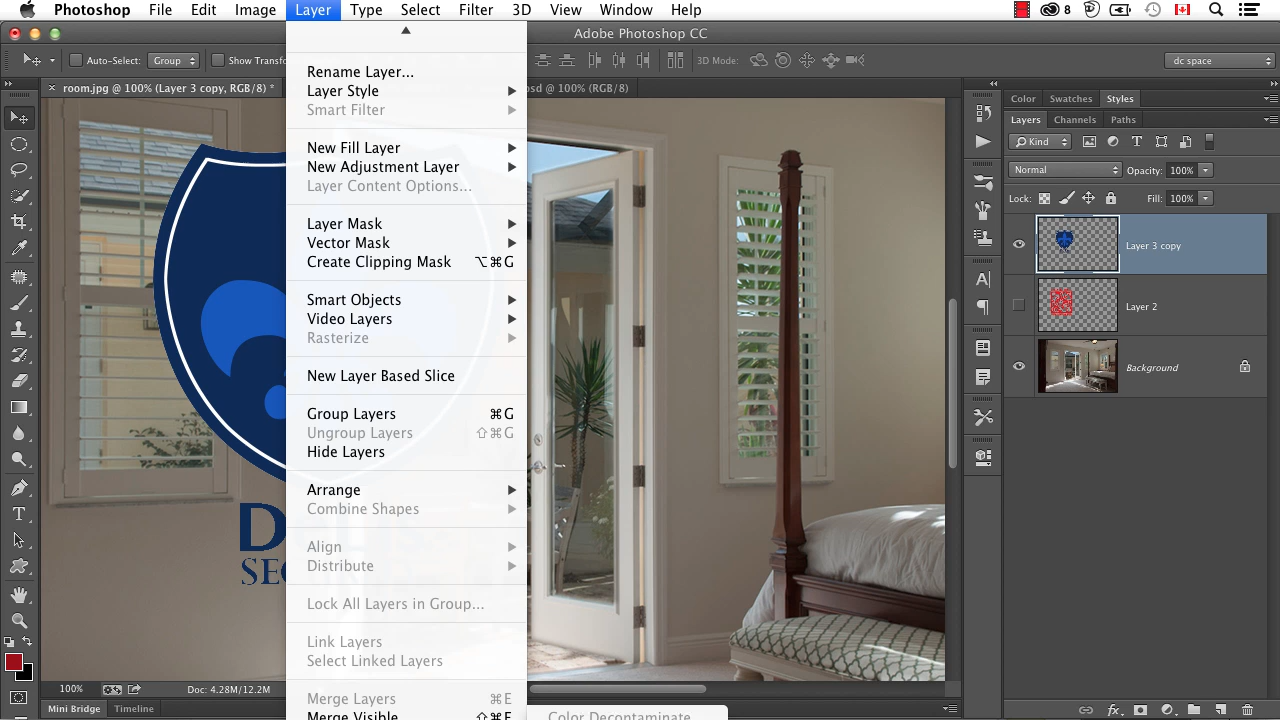 Photoshop File Edit Image Layer Type Select Filter 3D View Window Help 8
Adobe Photoshop CC
Auto-Select: Group Show Transfo 3D Mode: dc space
× room.jpg @ 100% (Layer 3 copy, RGB/8) * sd @ 100% (RGB/8)
Rename Layer...
Layer Style
Smart Filter
New Fill Layer
New Adjustment Layer
Layer Content Options...
Layer Mask
Vector Mask
Create Clipping Mask ⌥⌘G
Smart Objects
Video Layers
Rasterize
New Layer Based Slice
Group Layers ⌘G
Ungroup Layers ⇧⌘G
Hide Layers
Arrange
Combine Shapes
Align
Distribute
Lock All Layers in Group...
Link Layers
Select Linked Layers
Merge Layers ⌘E
Merge Visible ⇧⌘E
Color Decontaminate
D
SEC
Color Swatches Styles
Layers Channels Paths
Kind
Normal Opacity: 100%
Lock: Fill: 100%
Layer 3 copy
Layer 2
Background
100% Doc: 4.28M/12.2M
Mini Bridge Timeline